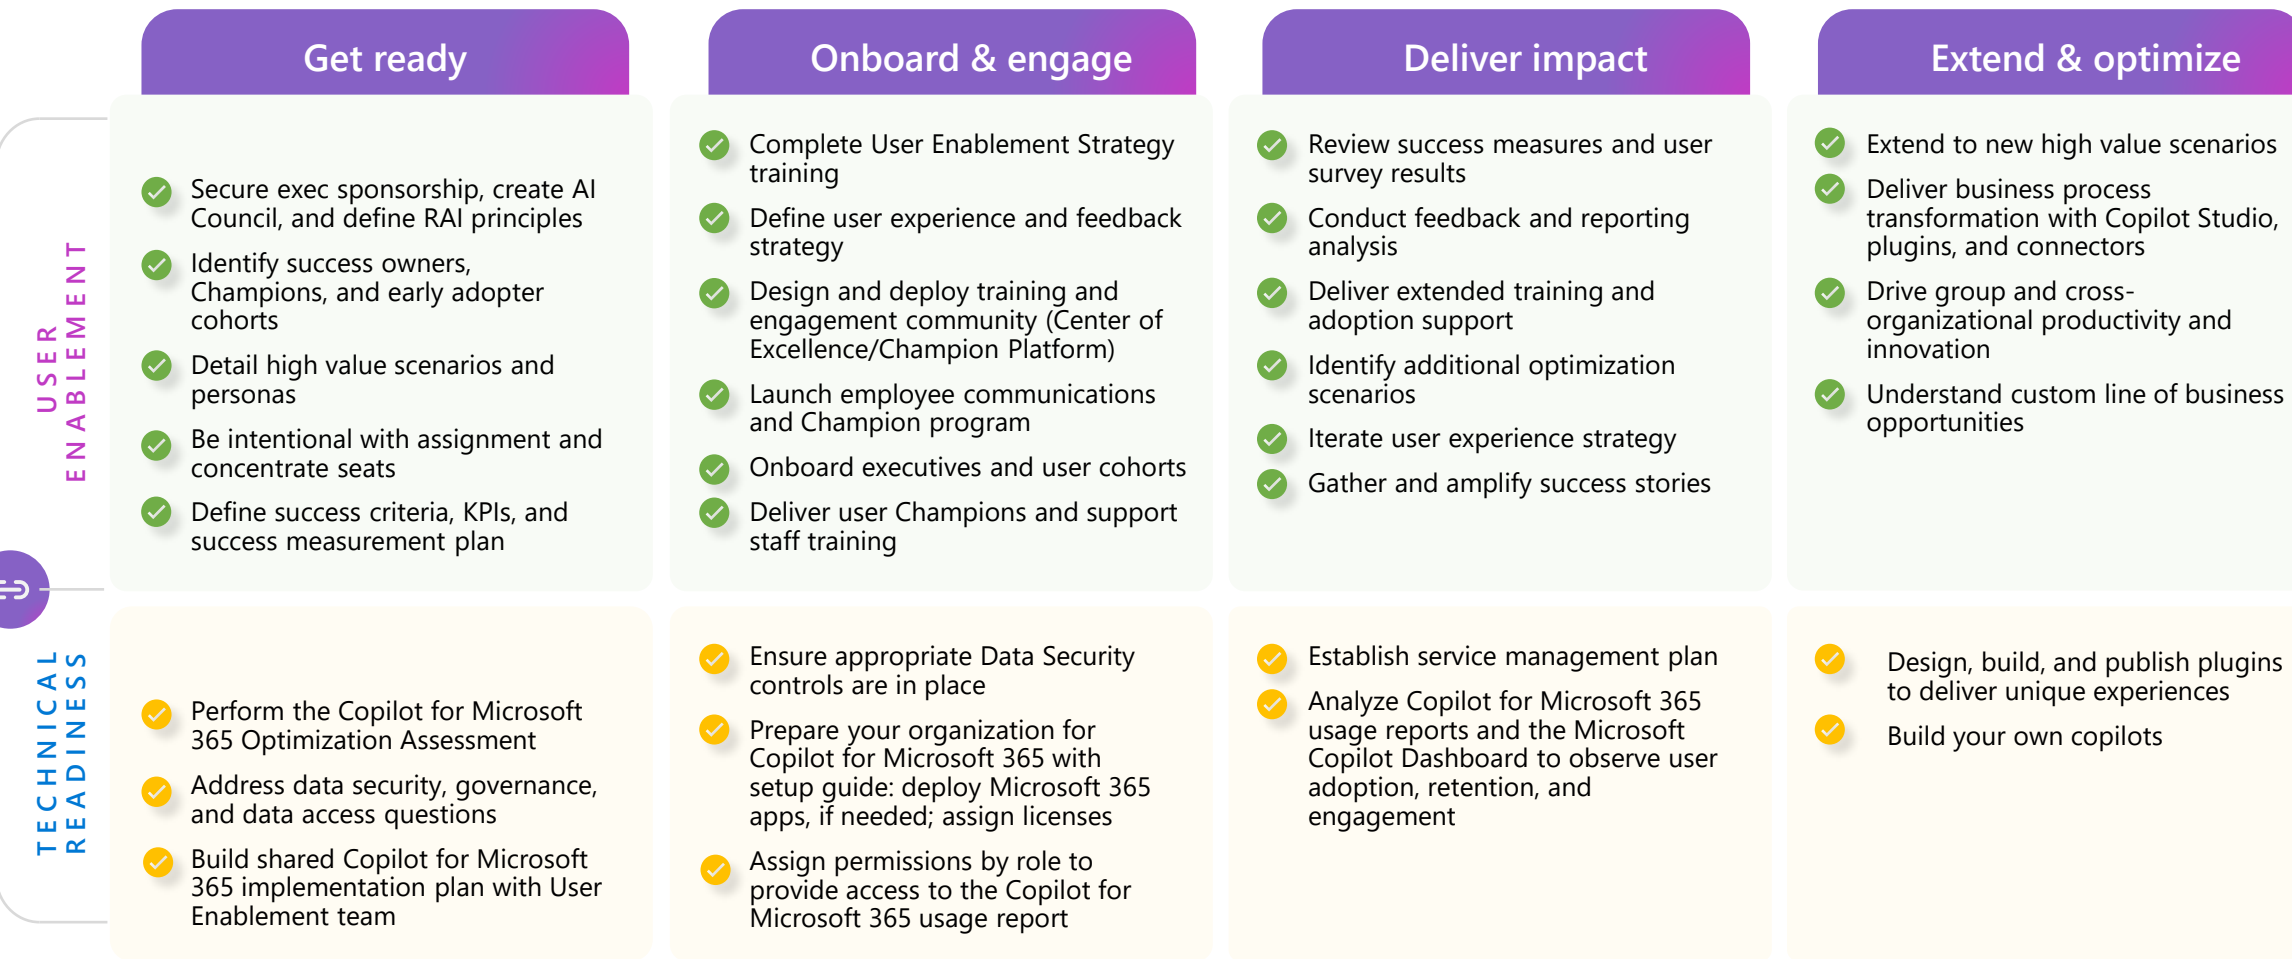 Get ready
Onboard & engage
Deliver impact
Extend & optimize
USER
ENABLEMENT
Secure exec sponsorship, create AI
Council, and define RAI principles
Identify success owners,
Champions, and early adopter
cohorts
Detail high value scenarios and
personas
Be intentional with assignment and
concentrate seats
Define success criteria, KPIs, and
success measurement plan
Complete User Enablement Strategy
training
Define user experience and feedback
strategy
Design and deploy training and
engagement community (Center of
Excellence/Champion Platform)
Launch employee communications
and Champion program
Onboard executives and user cohorts
Deliver user Champions and support
staff training
Review success measures and user
survey results
Conduct feedback and reporting
analysis
Deliver extended training and
adoption support
Identify additional optimization
scenarios
Iterate user experience strategy
Gather and amplify success stories
Extend to new high value scenarios
Deliver business process
transformation with Copilot Studio,
plugins, and connectors
Drive group and cross-
organizational productivity and
innovation
Understand custom line of business
opportunities
TECHNICAL
READINESS
Perform the Copilot for Microsoft
365 Optimization Assessment
Address data security, governance,
and data access questions
Build shared Copilot for Microsoft
365 implementation plan with User
Enablement team
Ensure appropriate Data Security
controls are in place
Prepare your organization for
Copilot for Microsoft 365 with
setup guide: deploy Microsoft 365
apps, if needed; assign licenses
Assign permissions by role to
provide access to the Copilot for
Microsoft 365 usage report
Establish service management plan
Analyze Copilot for Microsoft 365
usage reports and the Microsoft
Copilot Dashboard to observe user
adoption, retention, and
engagement
Design, build, and publish plugins
to deliver unique experiences
Build your own copilots